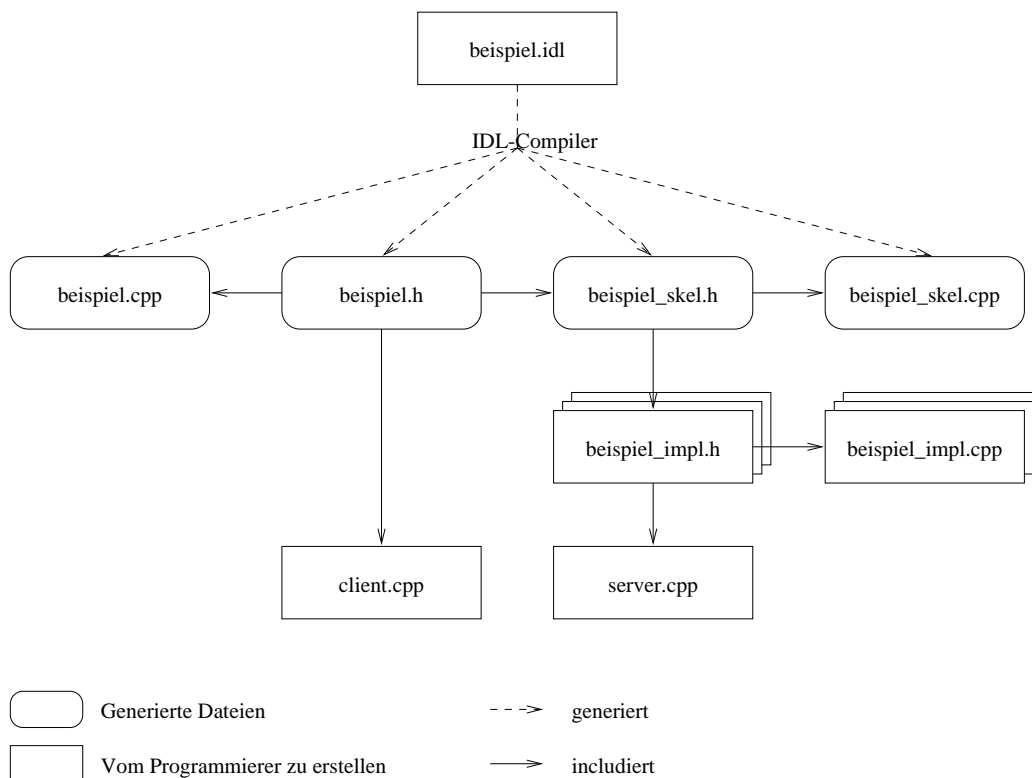 beispiel.idl
IDL-Compiler
beispiel.cpp
beispiel.h
beispiel_skel.h
beispiel_skel.cpp
beispiel_impl.h
beispiel_impl.cpp
client.cpp
server.cpp
Generierte Dateien
generiert
Vom Programmierer zu erstellen
includiert